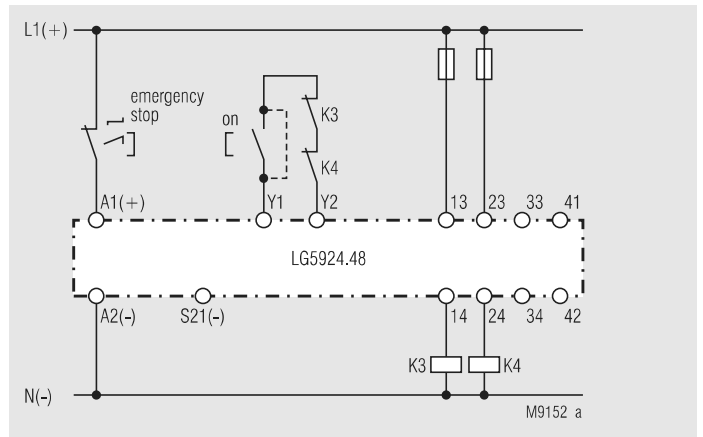 L1(+)
emergency
stop
on
K3
K4
A1(+)
Y1
Y2
13
23
33
41
LG5924.48
A2(-)
S21(-)
14
24
34
42
K3
K4
N(-)
M9152 a